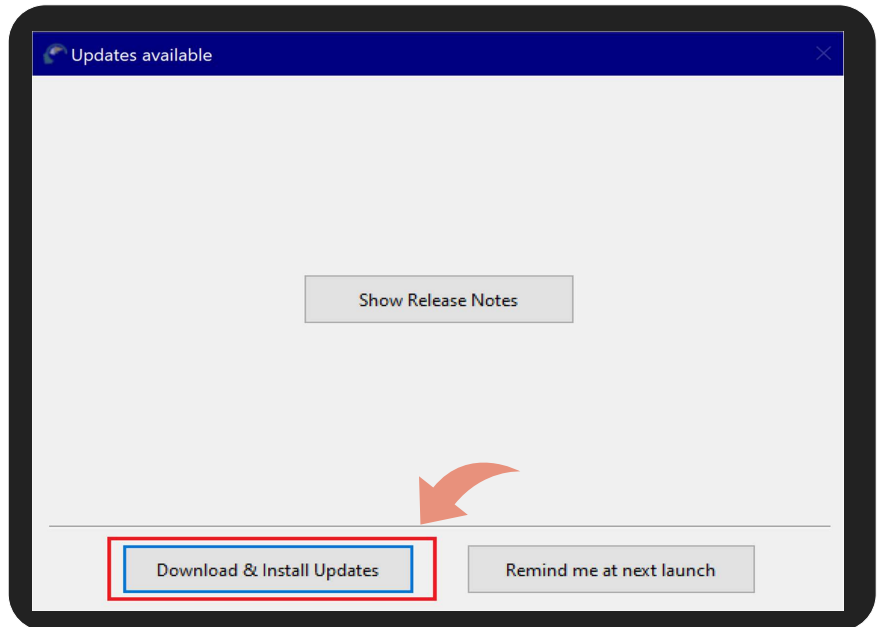 Updates available
Show Release Notes
Download & Install Updates
Remind me at next launch